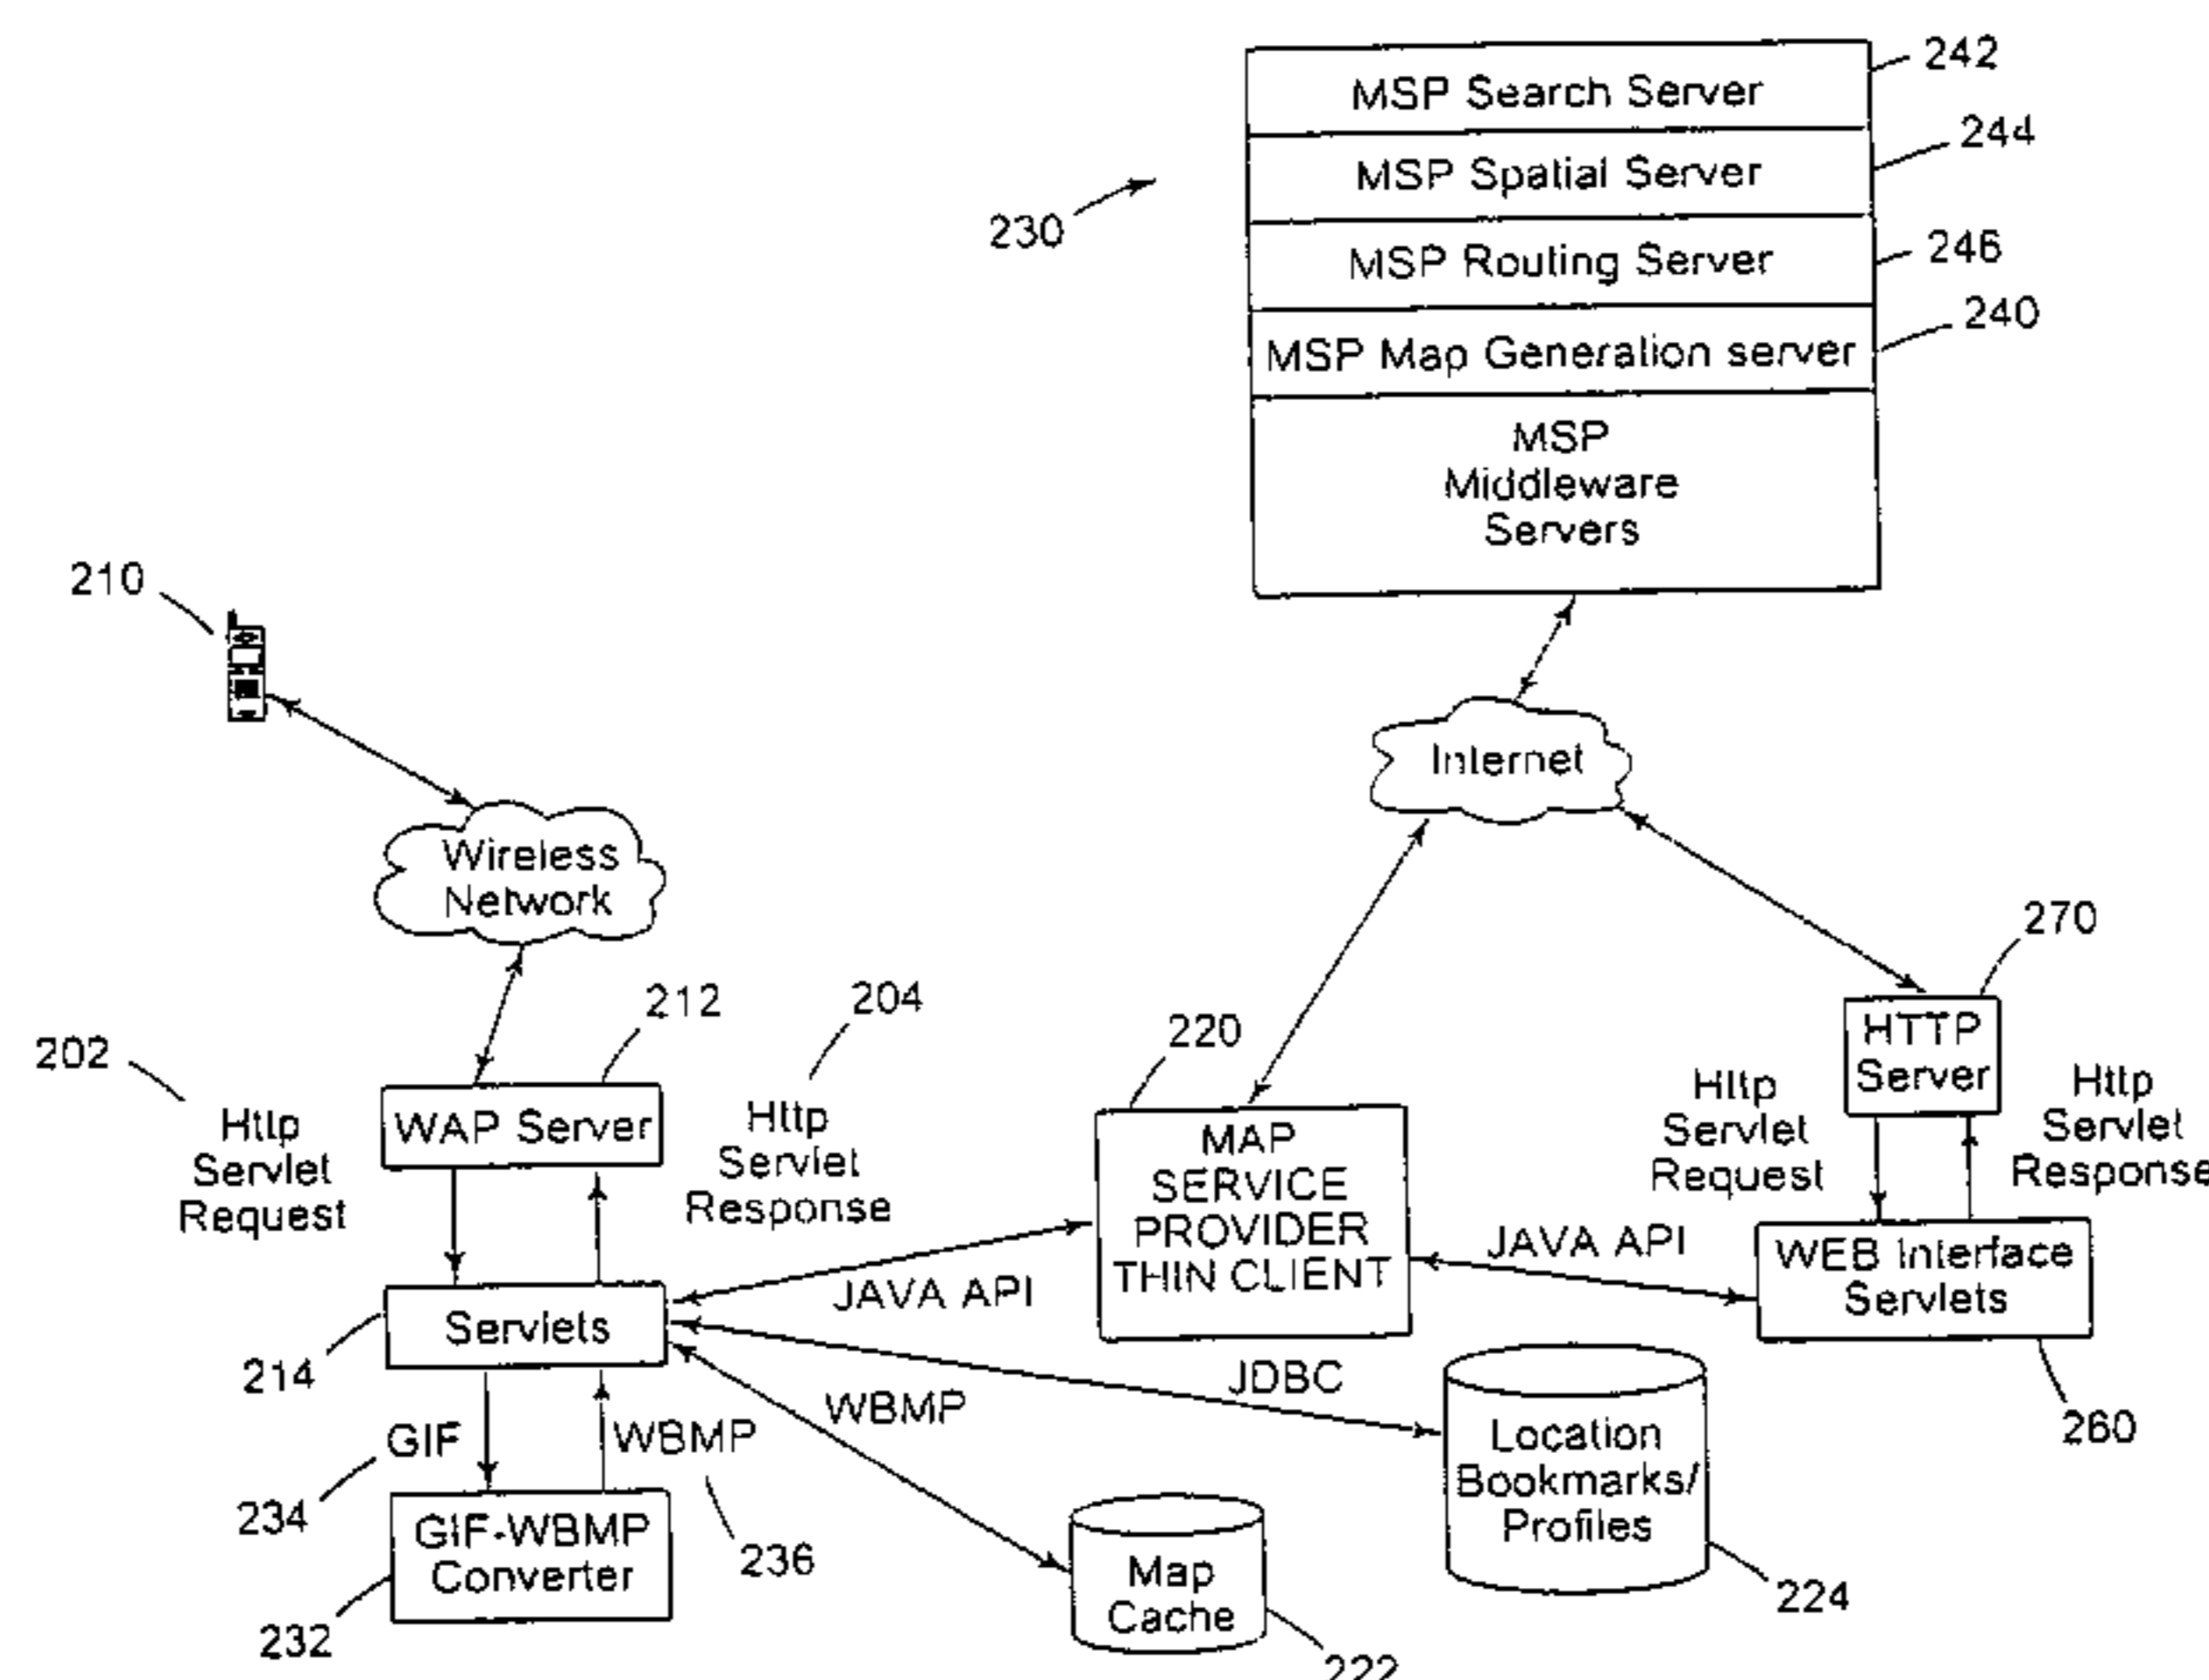 242
MSP Search Server
244
MSP Spatial Server
230
246
MSP Routing Server
240
MSP Map Generation server
MSP
Middleware
Servers
210
Internet
Wireless
Network
270
212
204
220
202
HTTP
Server
WAP Server
Http
Servlet
Request
Http
Servlet
Response
MAP
SERVICE
PROVIDER
THIN CLIENT
Http
Servlet
Request
Http
Servlet
Response
JAVA API
JAVA API
WEB Interface
Servlets
Servlets
214
JDBC
WBMP
260
GIF
WBMP
234
236
Location
Bookmarks/
Profiles
GIF-WBMP
Converter
Map
Cache
224
232
222